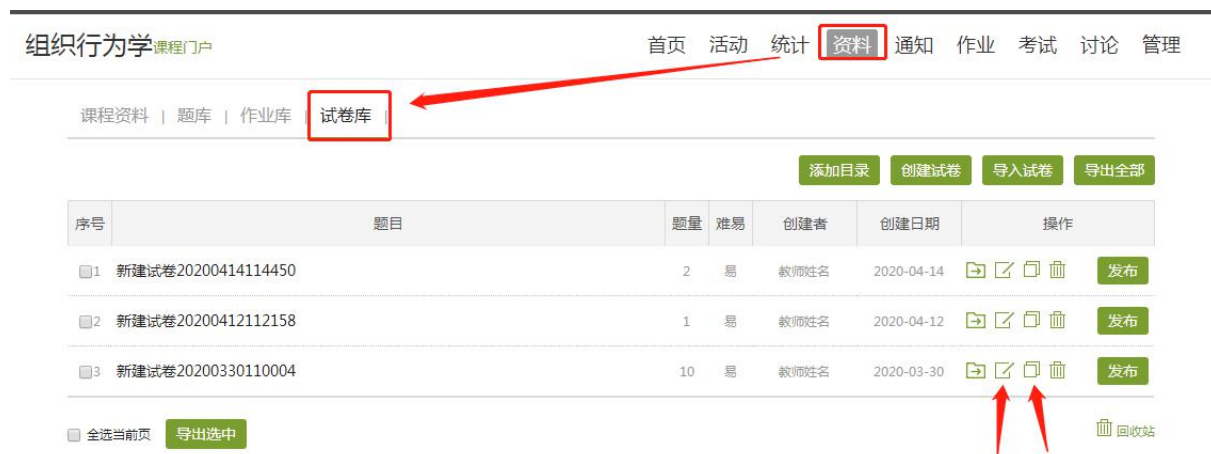 组织行为学课程门户 首页 活动 统计 资料 通知 作业 考试 讨论 管理
课程资料 | 题库 | 作业库 | 试卷库 |
添加目录 创建试卷 导入试卷 导出全部
序号 题目 题量 难易 创建者 创建日期 操作
1 新建试卷20200414114450 2 易 教师姓名 2020-04-14 发布
2 新建试卷20200412112158 1 易 教师姓名 2020-04-12 发布
3 新建试卷20200330110004 10 易 教师姓名 2020-03-30 发布
全选当前页 导出选中 回收站